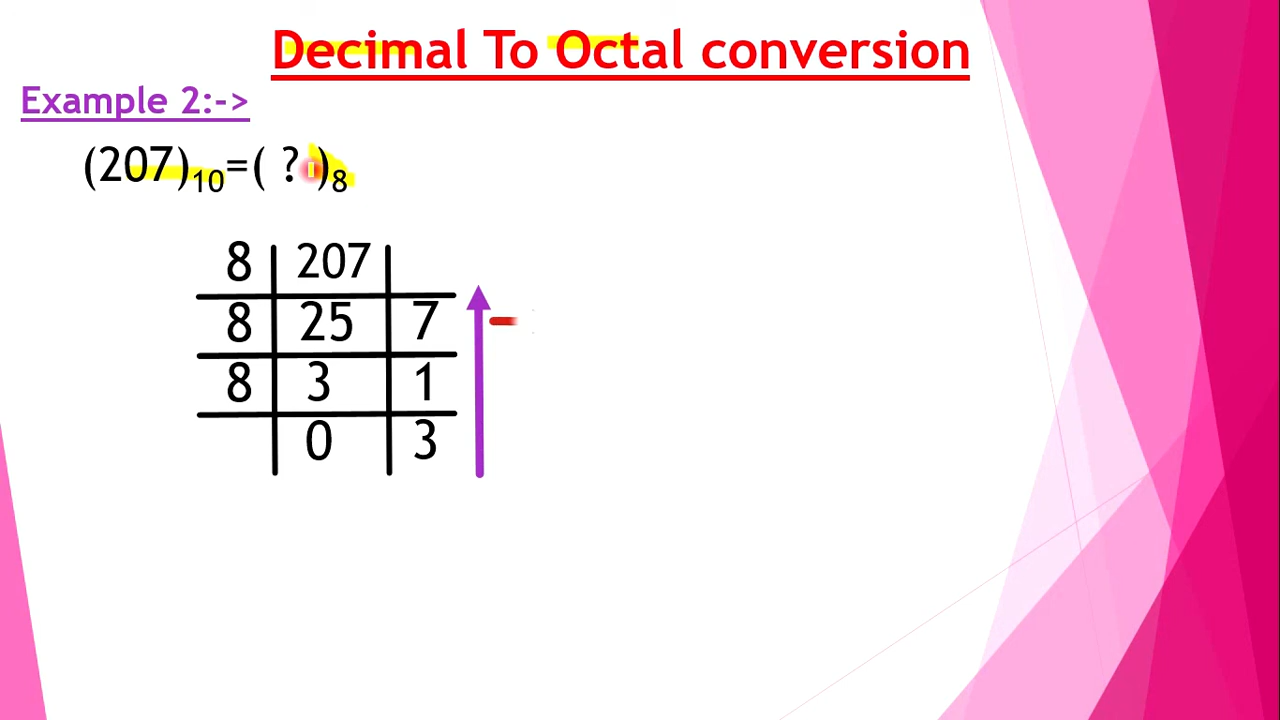 Decimal To Octal conversion
Example 2:->
(207)10=( ? )8
8 207
8 25 7
8 3 1
0 3